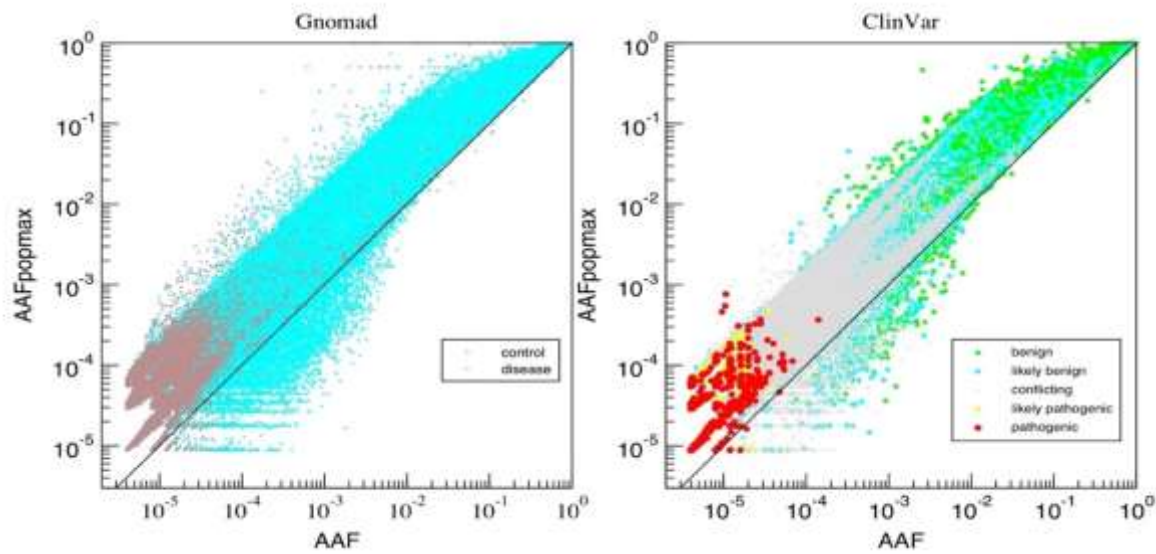 Gnomad
10⁰
10⁻¹
10⁻²
10⁻³
10⁻⁴
10⁻⁵
AAFpopmax
control
disease
10⁻⁵ 10⁻⁴ 10⁻³ 10⁻² 10⁻¹ 10⁰
AAF
ClinVar
10⁰
10⁻¹
10⁻²
10⁻³
10⁻⁴
10⁻⁵
AAFpopmax
benign
likely benign
conflicting
likely pathogenic
pathogenic
10⁻⁵ 10⁻⁴ 10⁻³ 10⁻² 10⁻¹ 10⁰
AAF